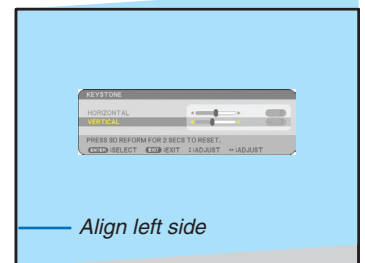 KEYSTONE
HORIZONTAL
VERTICAL
PRESS 3D REFORM FOR 2 SECS TO RESET.
ENTER :SELECT EXIT :EXIT ↕:ADJUST ↔:ADJUST
Align left side